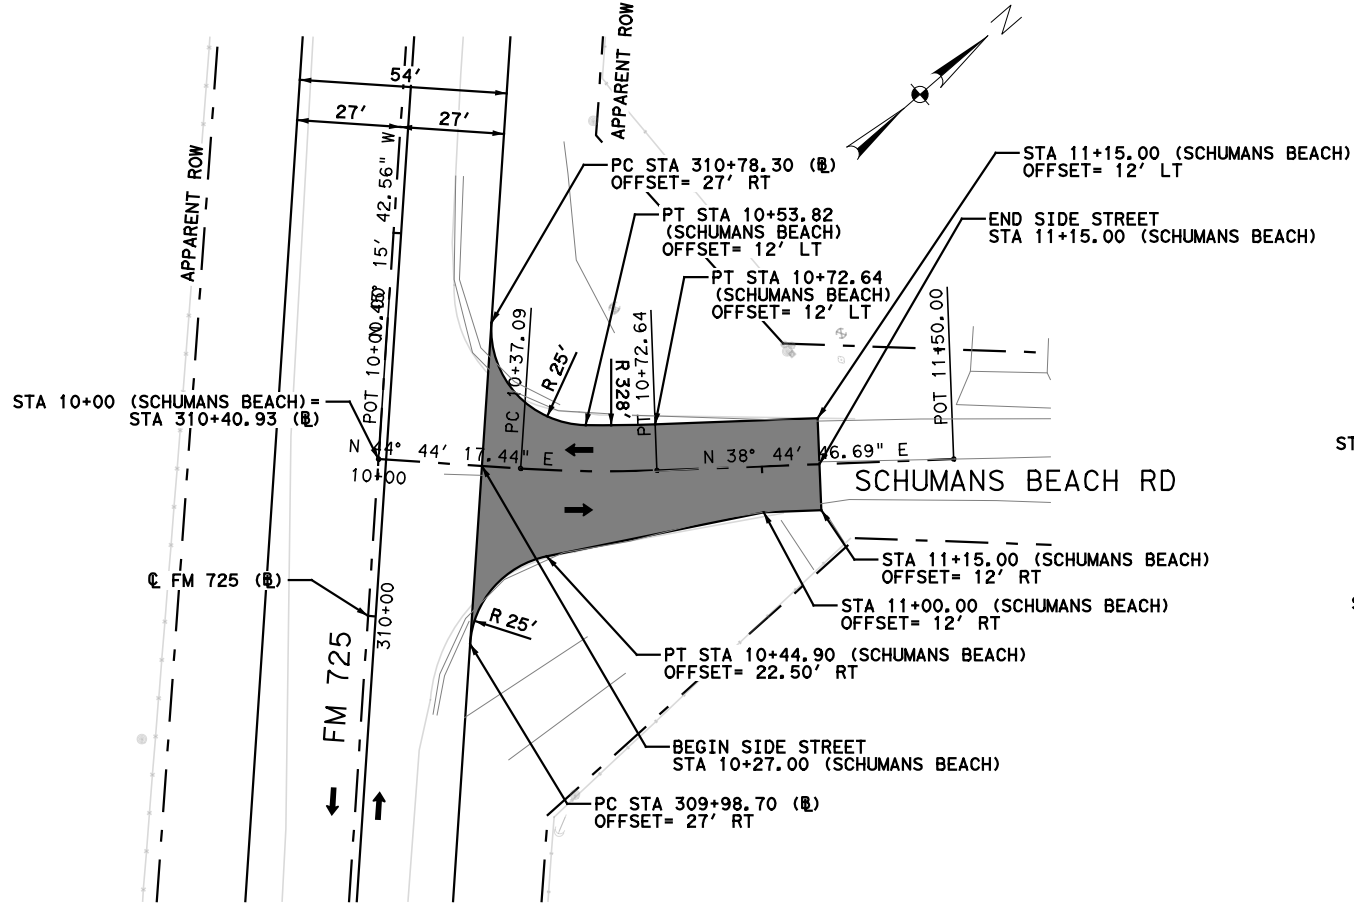 N
54′
27′
27′
APPARENT ROW
APPARENT ROW
15′ 42.56" W
POT 10+00.00
PC STA 310+78.30 (BL)
OFFSET= 27′ RT
PT STA 10+53.82
(SCHUMANS BEACH)
OFFSET= 12′ LT
PT STA 10+72.64
(SCHUMANS BEACH)
OFFSET= 12′ LT
STA 11+15.00 (SCHUMANS BEACH)
OFFSET= 12′ LT
END SIDE STREET
STA 11+15.00 (SCHUMANS BEACH)
PC 10+37.09
R 25′
R 328′
PT 10+72.64
POT 11+50.00
STA 10+00 (SCHUMANS BEACH)=
STA 310+40.93 (BL)
N 44° 44′ 17.44" E
N 38° 44′ 46.69" E
10+00
SCHUMANS BEACH RD
ST
STA 11+15.00 (SCHUMANS BEACH)
OFFSET= 12′ RT
STA 11+00.00 (SCHUMANS BEACH)
OFFSET= 12′ RT
CL FM 725 (BL)
310+00
FM 725
R 25′
PT STA 10+44.90 (SCHUMANS BEACH)
OFFSET= 22.50′ RT
BEGIN SIDE STREET
STA 10+27.00 (SCHUMANS BEACH)
PC STA 309+98.70 (BL)
OFFSET= 27′ RT